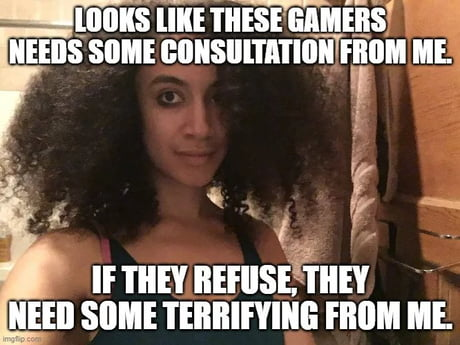 LOOKS LIKE THESE GAMERS
NEEDS SOME CONSULTATION FROM ME.
IF THEY REFUSE, THEY
NEED SOME TERRIFYING FROM ME.
imgflip.com